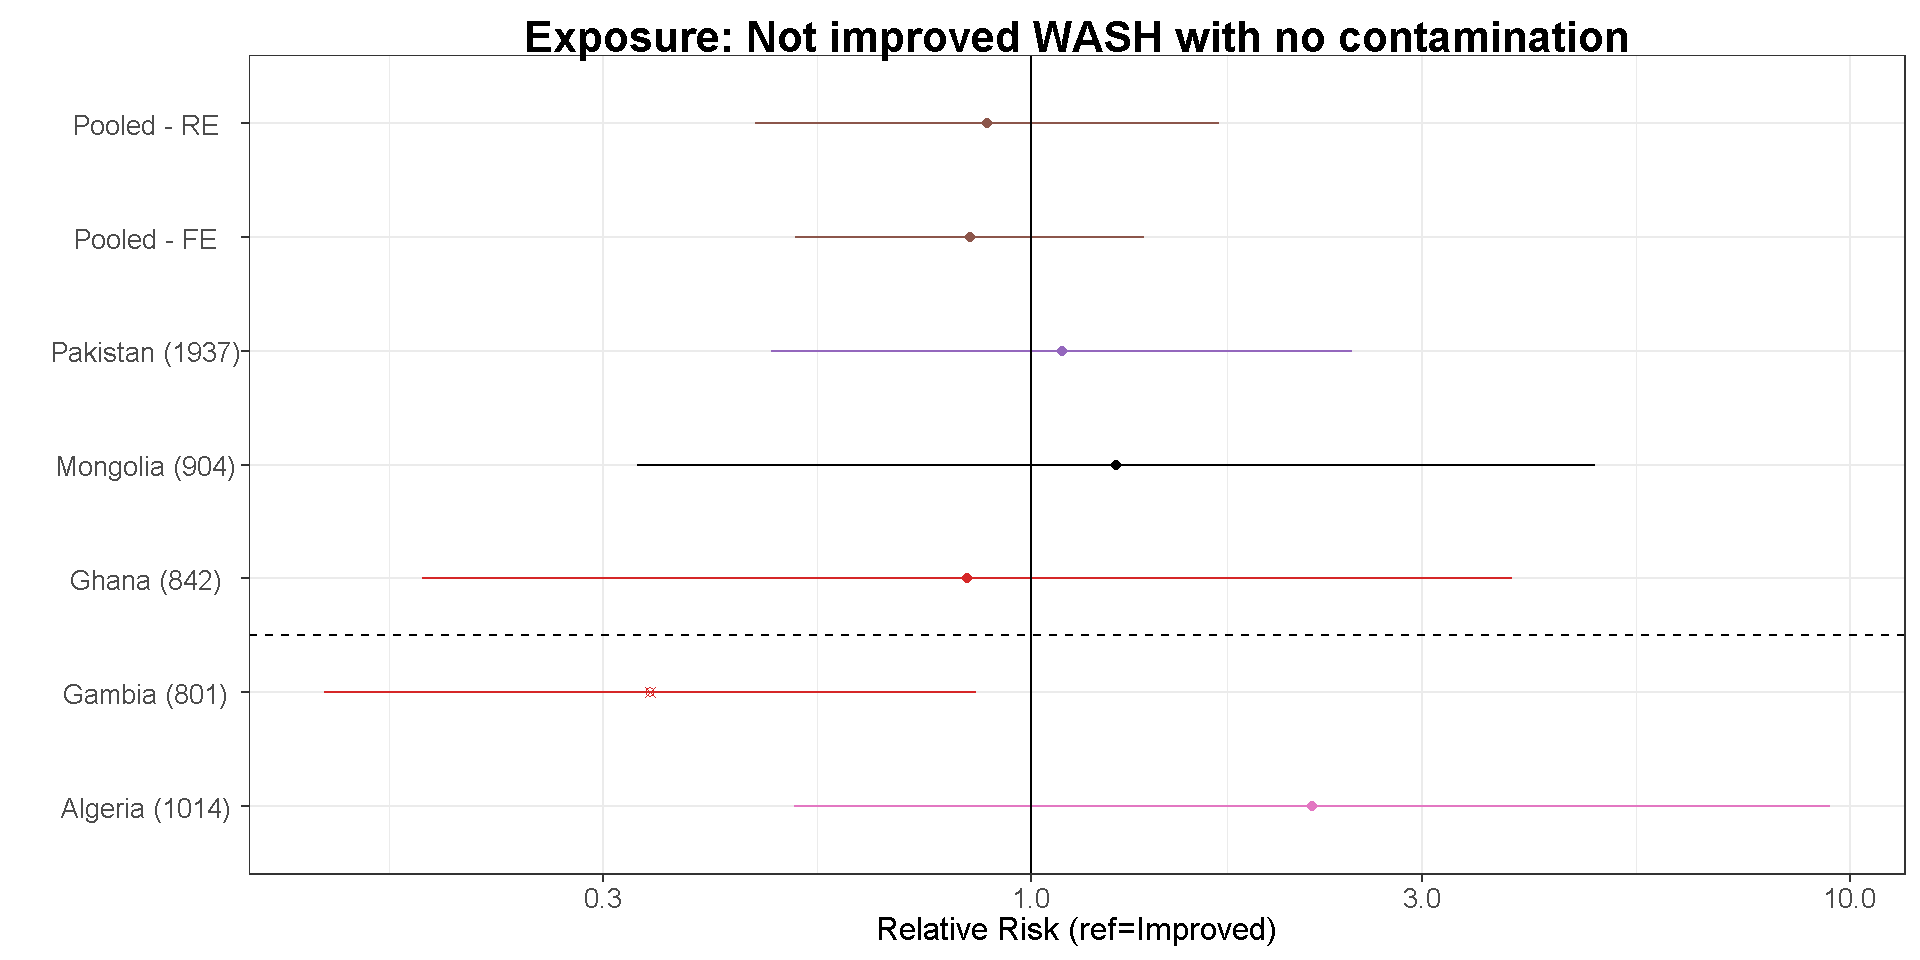 Exposure: Not improved WASH with no contamination
Pooled - RE
Pooled - FE
Pakistan (1937)
Mongolia (904)
Ghana (842)
Gambia (801)
Algeria (1014)
0.3 1.0 3.0 10.0
Relative Risk (ref=Improved)